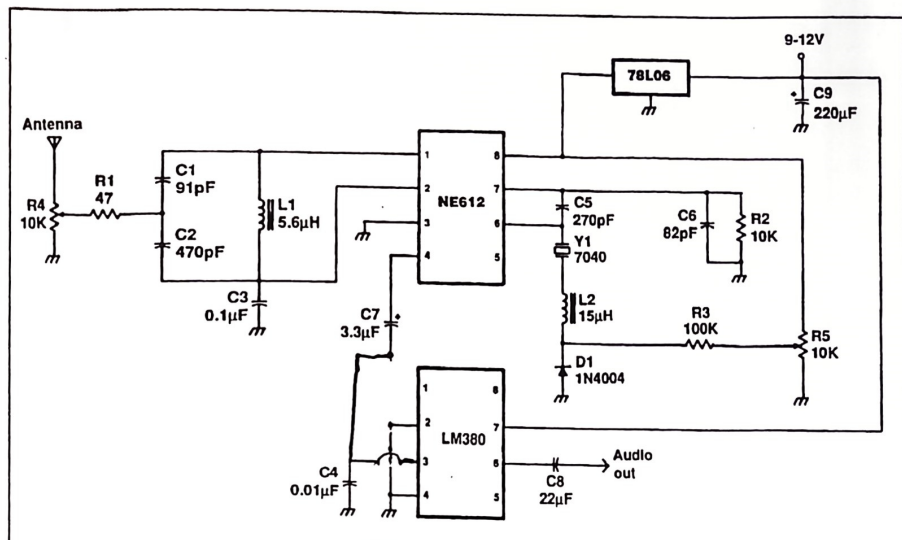 9-12V
78L06
C9
220µF
Antenna
R4
10K
R1
47
C1
91pF
C2
470pF
L1
5.6µH
C3
0.1µF
1
2
3
4
NE612
8
7
6
5
C5
270pF
Y1
7040
C6
82pF
R2
10K
L2
15µH
R3
100K
R5
10K
D1
1N4004
C7
3.3µF
1
2
3
4
LM380
8
7
6
5
C4
0.01µF
C8
22µF
Audio
out